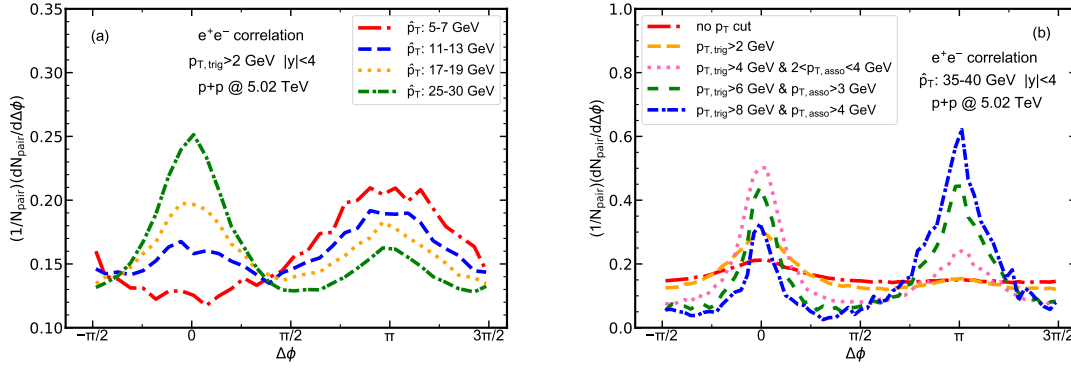 (a)
e⁺e⁻ correlation
p_T,trig>2 GeV |y|<4
p+p @ 5.02 TeV
p̂_T: 5-7 GeV
p̂_T: 11-13 GeV
p̂_T: 17-19 GeV
p̂_T: 25-30 GeV
(1/N_pair)(dN_pair/dΔϕ)
0.35
0.30
0.25
0.20
0.15
0.10
−π/2 0 π/2 π 3π/2
Δϕ
(b)
no p_T cut
p_T,trig>2 GeV
p_T,trig>4 GeV & 2<p_T,asso<4 GeV
p_T,trig>6 GeV & p_T,asso>3 GeV
p_T,trig>8 GeV & p_T,asso>4 GeV
e⁺e⁻ correlation
p̂_T: 35-40 GeV |y|<4
p+p @ 5.02 TeV
(1/N_pair)(dN_pair/dΔϕ)
1.0
0.8
0.6
0.4
0.2
0.0
−π/2 0 π/2 π 3π/2
Δϕ